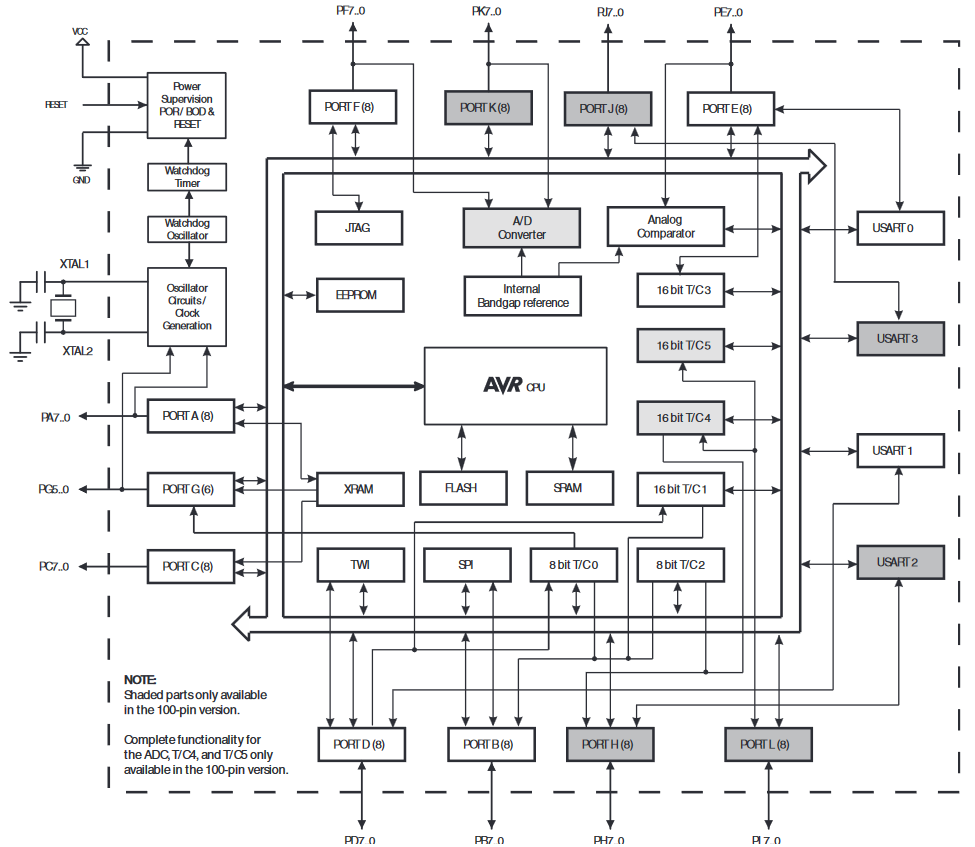 PF7..0
PK7..0
PJ7..0
PE7..0
VCC
RESET
GND
Power
Supervision
POR / BOD &
RESET
Watchdog
Timer
Watchdog
Oscillator
XTAL1
XTAL2
Oscillator
Circuits /
Clock
Generation
PORT F (8)
PORT K (8)
PORT J (8)
PORT E (8)
JTAG
A/D
Converter
Analog
Comparator
USART 0
EEPROM
Internal
Bandgap reference
16 bit T/C3
16 bit T/C5
USART 3
AVR CPU
16 bit T/C4
USART 1
PA7..0
PORT A (8)
PG5..0
PORT G (6)
XRAM
FLASH
SRAM
16 bit T/C1
PC7..0
PORT C (8)
TWI
SPI
8 bit T/C0
8 bit T/C2
USART 2
NOTE:
Shaded parts only available
in the 100-pin version.
Complete functionality for
the ADC, T/C4, and T/C5 only
available in the 100-pin version.
PORT D (8)
PORT B (8)
PORT H (8)
PORT L (8)
PD7..0
PB7..0
PH7..0
PL7..0